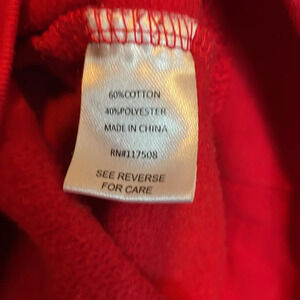 60%COTTON
40%POLYESTER
MADE IN CHINA
RN#117508
SEE REVERSE
FOR CARE